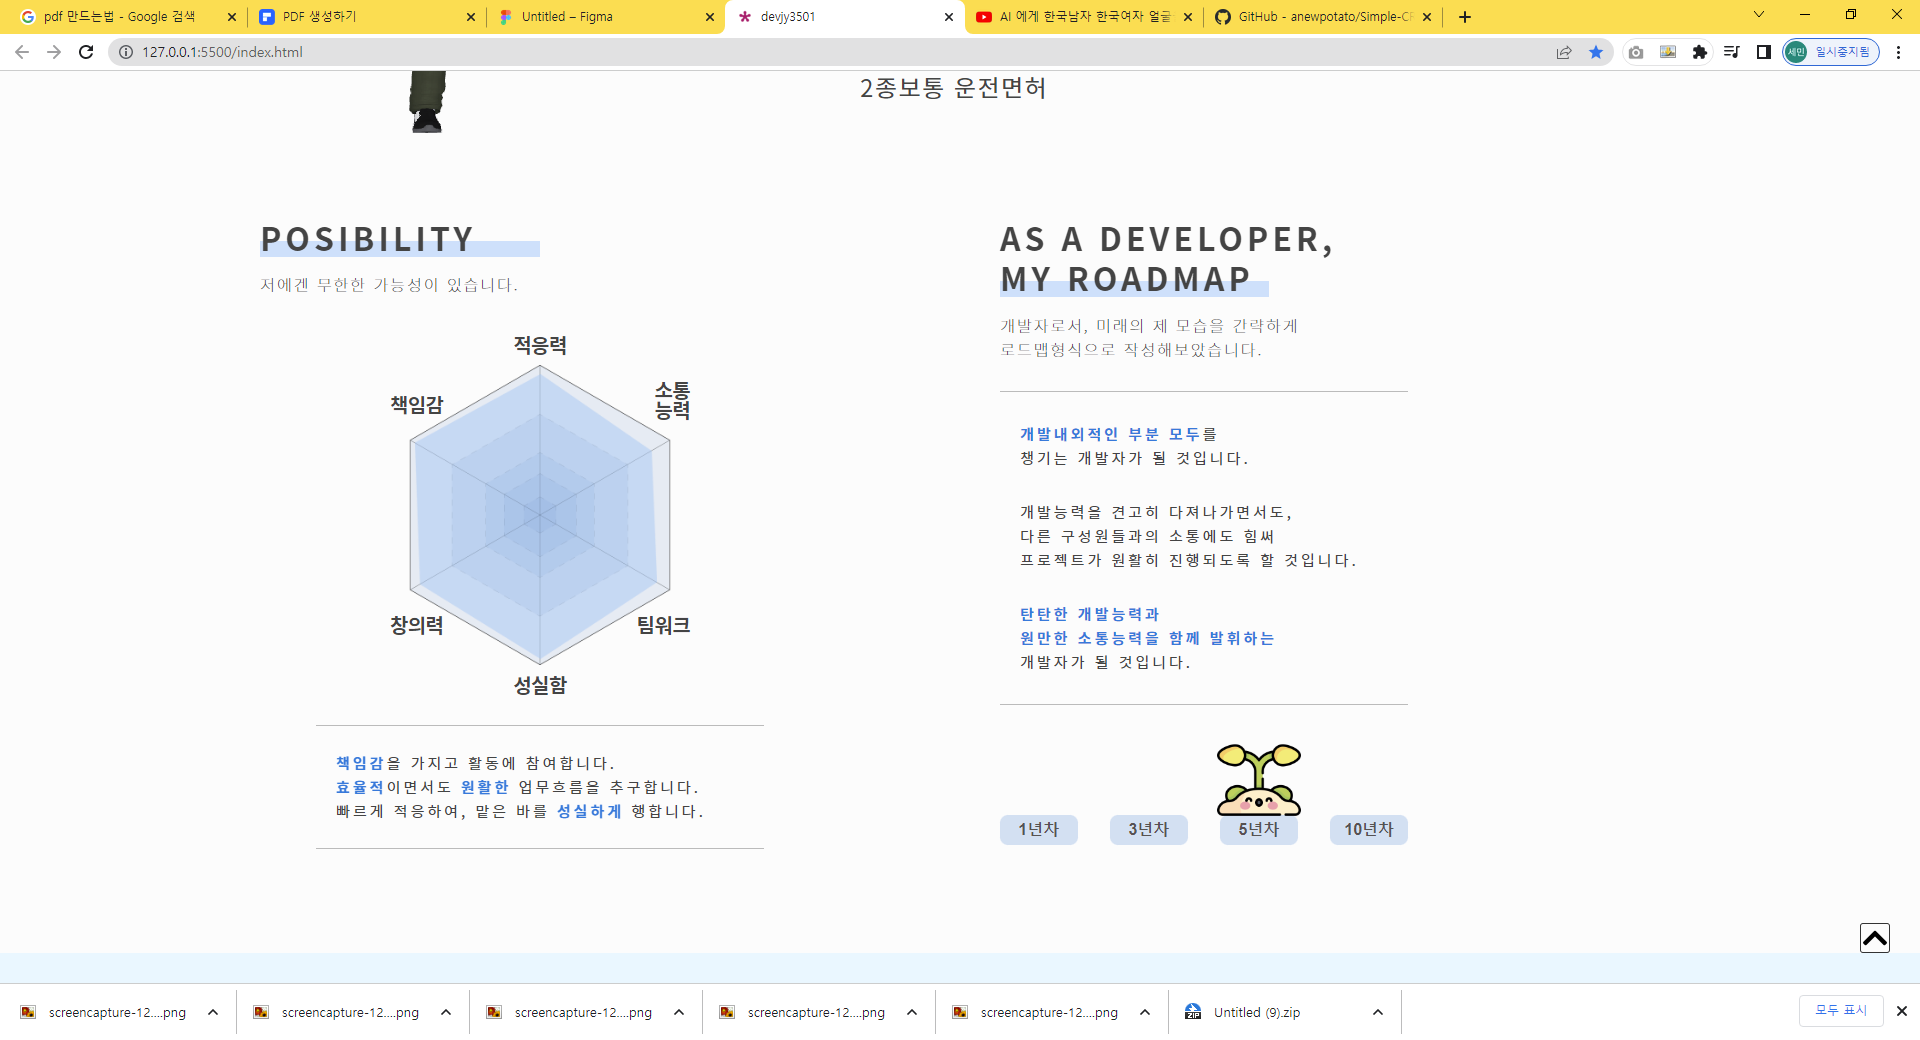 pdf 만드는법 - Google 검색
PDF 생성하기
Untitled – Figma
devjy3501
AI 에게 한국남자 한국여자 얼굴
GitHub - anewpotato/Simple-CF
127.0.0.1:5500/index.html
세민
일시중지됨
2종보통 운전면허
POSIBILITY
저에겐 무한한 가능성이 있습니다.
적응력
소통
능력
책임감
창의력
팀워크
성실함
책임감을 가지고 활동에 참여합니다.
효율적이면서도 원활한 업무흐름을 추구합니다.
빠르게 적응하여, 맡은 바를 성실하게 행합니다.
AS A DEVELOPER,
MY ROADMAP
개발자로서, 미래의 제 모습을 간략하게
로드맵형식으로 작성해보았습니다.
개발내외적인 부분 모두를
챙기는 개발자가 될 것입니다.
개발능력을 견고히 다져나가면서도,
다른 구성원들과의 소통에도 힘써
프로젝트가 원활히 진행되도록 할 것입니다.
탄탄한 개발능력과
원만한 소통능력을 함께 발휘하는
개발자가 될 것입니다.
1년차
3년차
5년차
10년차
screencapture-12....png
screencapture-12....png
screencapture-12....png
screencapture-12....png
screencapture-12....png
ZIP
Untitled (9).zip
모두 표시